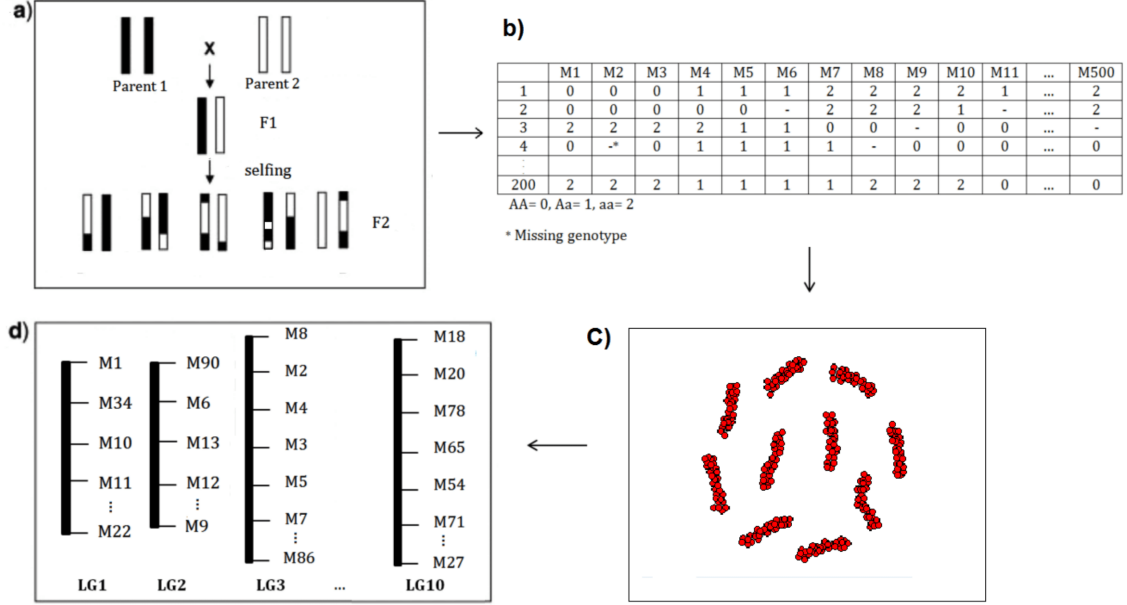 a)
X
Parent 1 Parent 2
F1
selfing
F2
b)
M1 M2 M3 M4 M5 M6 M7 M8 M9 M10 M11 ... M500
1 0 0 0 1 1 1 2 2 2 2 1 ... 2
2 0 0 0 0 0 - 2 2 2 1 - ... 2
3 2 2 2 2 1 1 0 0 - 0 0 ... -
4 0 -* 0 1 1 1 1 - 0 0 0 ... 0
⋮
200 2 2 2 1 1 1 1 2 2 2 0 ... 0
AA= 0, Aa= 1, aa= 2
* Missing genotype
C)
d)
M1
M34
M10
M11
⋮
M22
LG1
M90
M6
M13
M12
⋮
M9
LG2
M8
M2
M4
M3
M5
M7
⋮
M86
LG3
...
M18
M20
M78
M65
M54
M71
⋮
M27
LG10